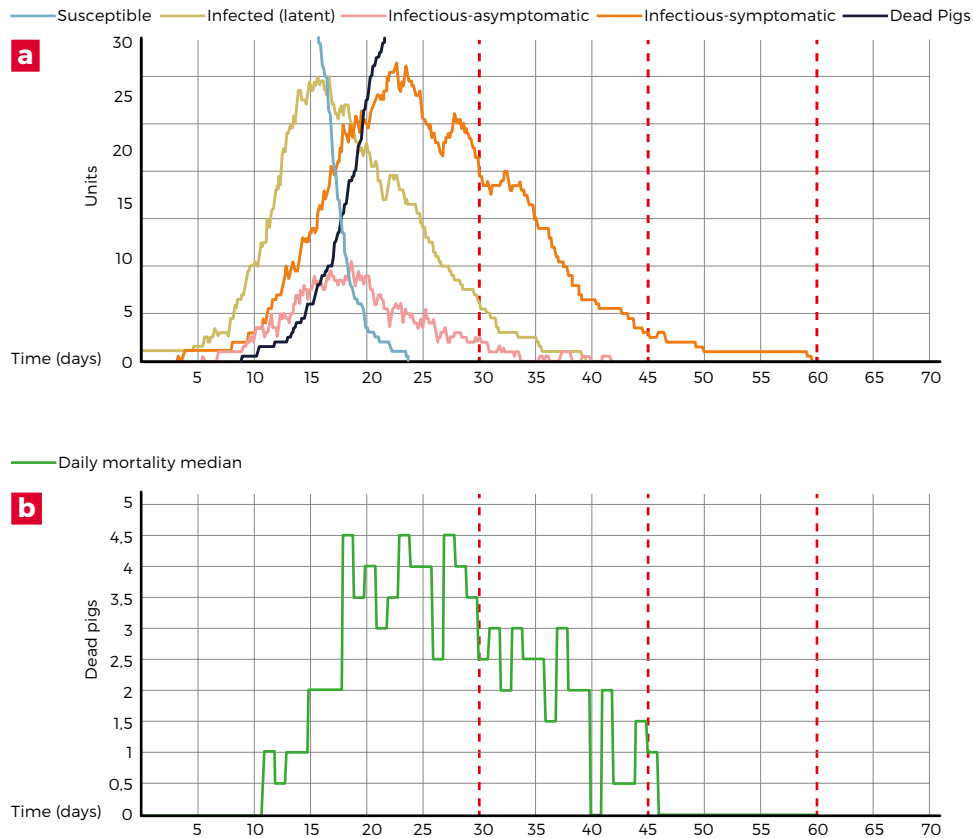 Susceptible Infected (latent) Infectious-asymptomatic Infectious-symptomatic Dead Pigs
a
30
25
20
Units
15
10
5
Time (days) 0
5 10 15 20 25 30 35 40 45 50 55 60 65 70
Daily mortality median
b
5
4,5
4
3,5
3
Dead pigs
2,5
2
1,5
1
0,5
Time (days) 0
5 10 15 20 25 30 35 40 45 50 55 60 65 70